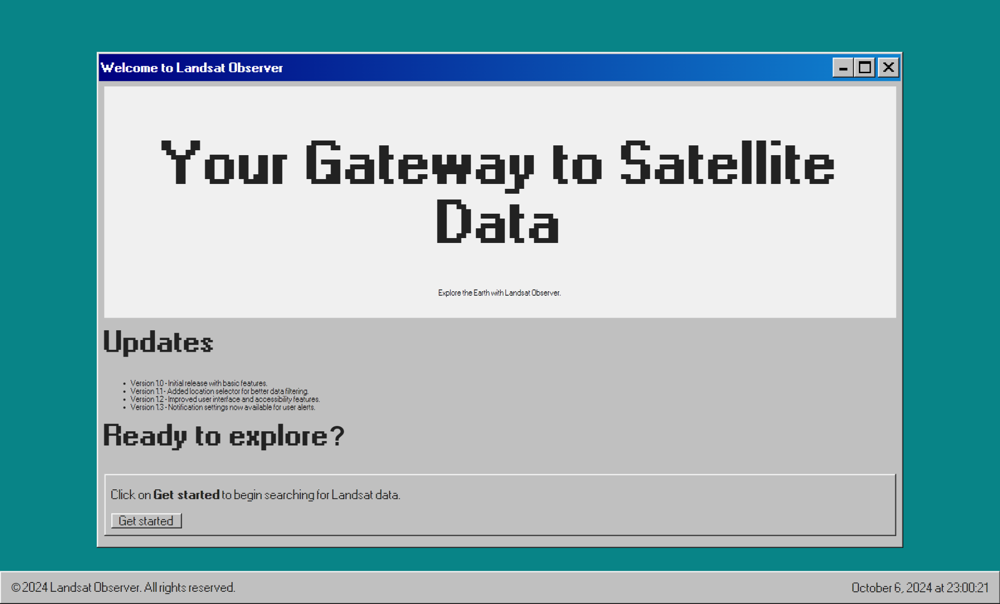 Welcome to Landsat Observer
Your Gateway to Satellite
Data
Explore the Earth with Landsat Observer.
Updates
• Version 1.0 - Initial release with basic features.
• Version 1.1 - Added location selector for better data filtering.
• Version 1.2 - Improved user interface and accessibility features.
• Version 1.3 - Notification settings now available for user alerts.
Ready to explore?
Click on Get started to begin searching for Landsat data.
Get started
© 2024 Landsat Observer. All rights reserved.
October 6, 2024 at 23:00:21